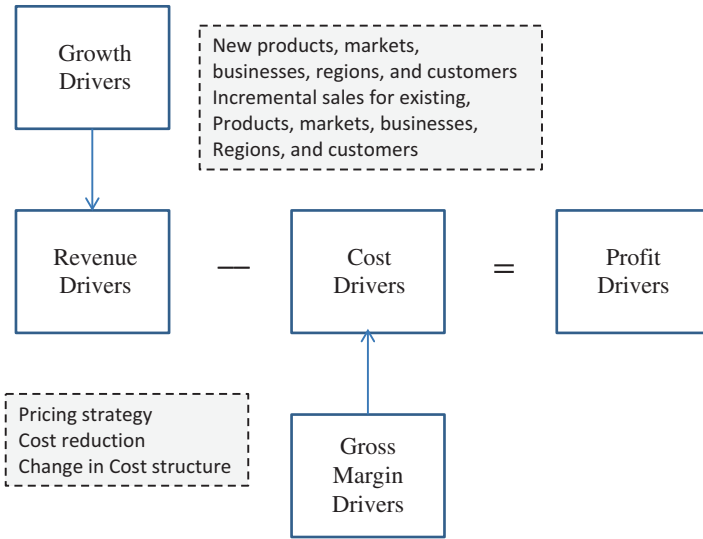 Growth
Drivers
New products, markets,
businesses, regions, and customers
Incremental sales for existing,
Products, markets, businesses,
Regions, and customers
Revenue
Drivers
—
Cost
Drivers
=
Profit
Drivers
Pricing strategy
Cost reduction
Change in Cost structure
Gross
Margin
Drivers